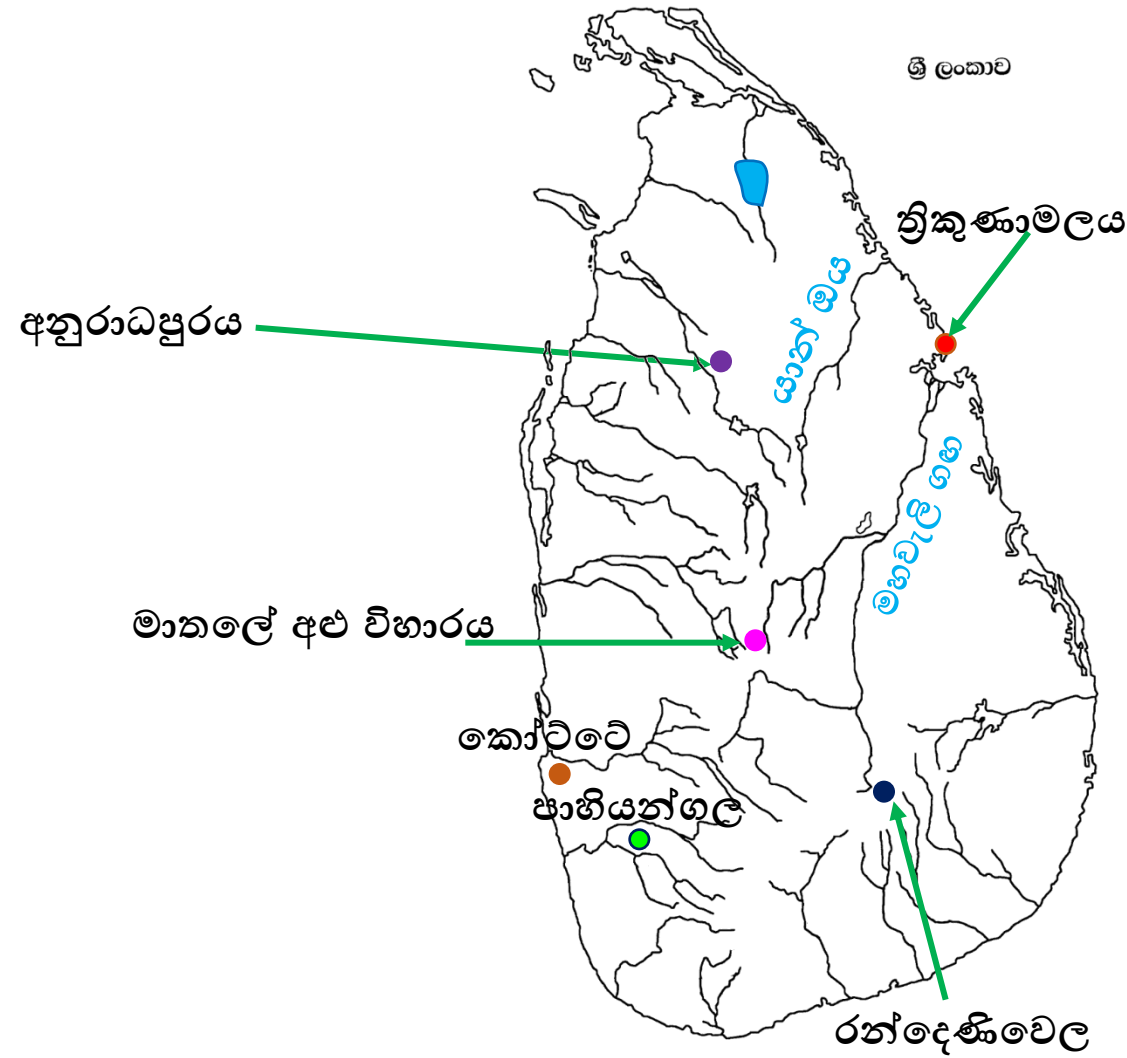 ශ්‍රී ලංකාව
ත්‍රිකුණාමලය
යාන් ඔය
අනුරාධපුරය
මහවැලි ගඟ
මාතලේ අළු විහාරය
කෝට්ටේ
පාහියන්ගල
රන්දෙණිවෙල